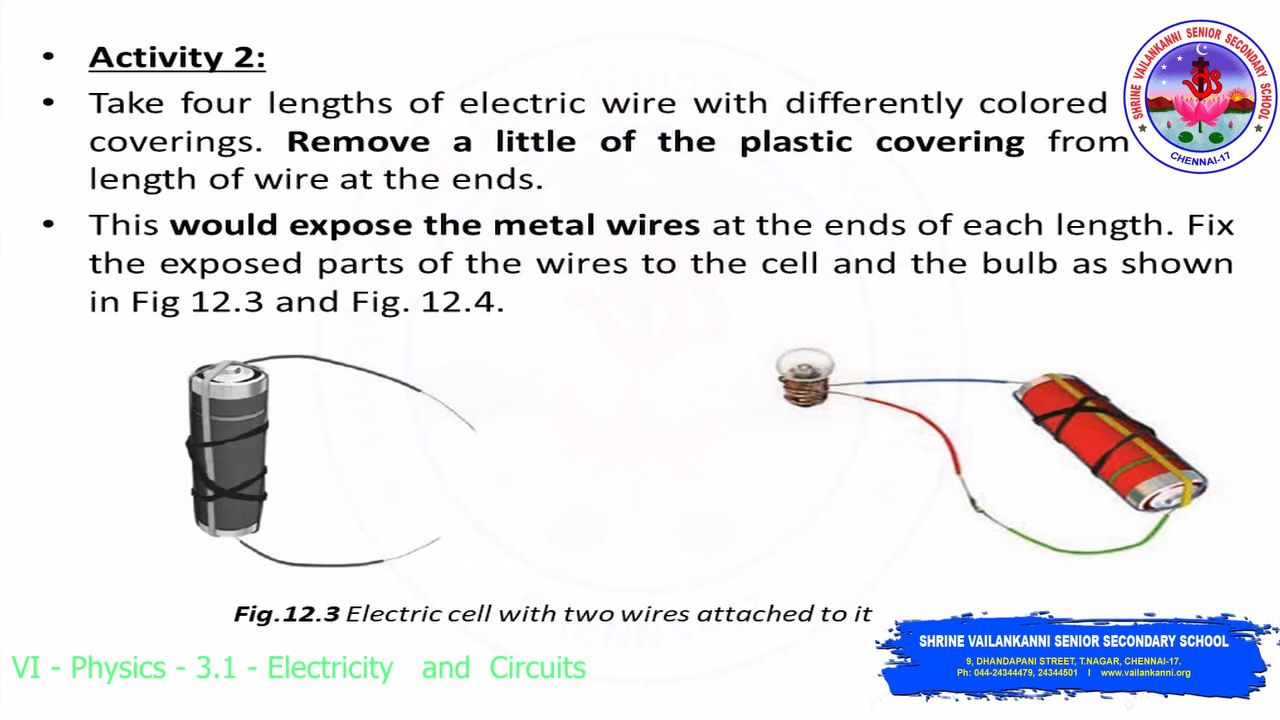 • Activity 2:
• Take four lengths of electric wire with differently colored
coverings. Remove a little of the plastic covering from
length of wire at the ends.
• This would expose the metal wires at the ends of each length. Fix
the exposed parts of the wires to the cell and the bulb as shown
in Fig 12.3 and Fig. 12.4.
SHRINE VAILANKANNI SENIOR SECONDARY SCHOOL
CHENNAI-17
Fig.12.3 Electric cell with two wires attached to it
VI - Physics - 3.1 - Electricity and Circuits
SHRINE VAILANKANNI SENIOR SECONDARY SCHOOL
9, DHANDAPANI STREET, T.NAGAR, CHENNAI-17.
Ph: 044-24344479, 24344501 I www.vailankanni.org